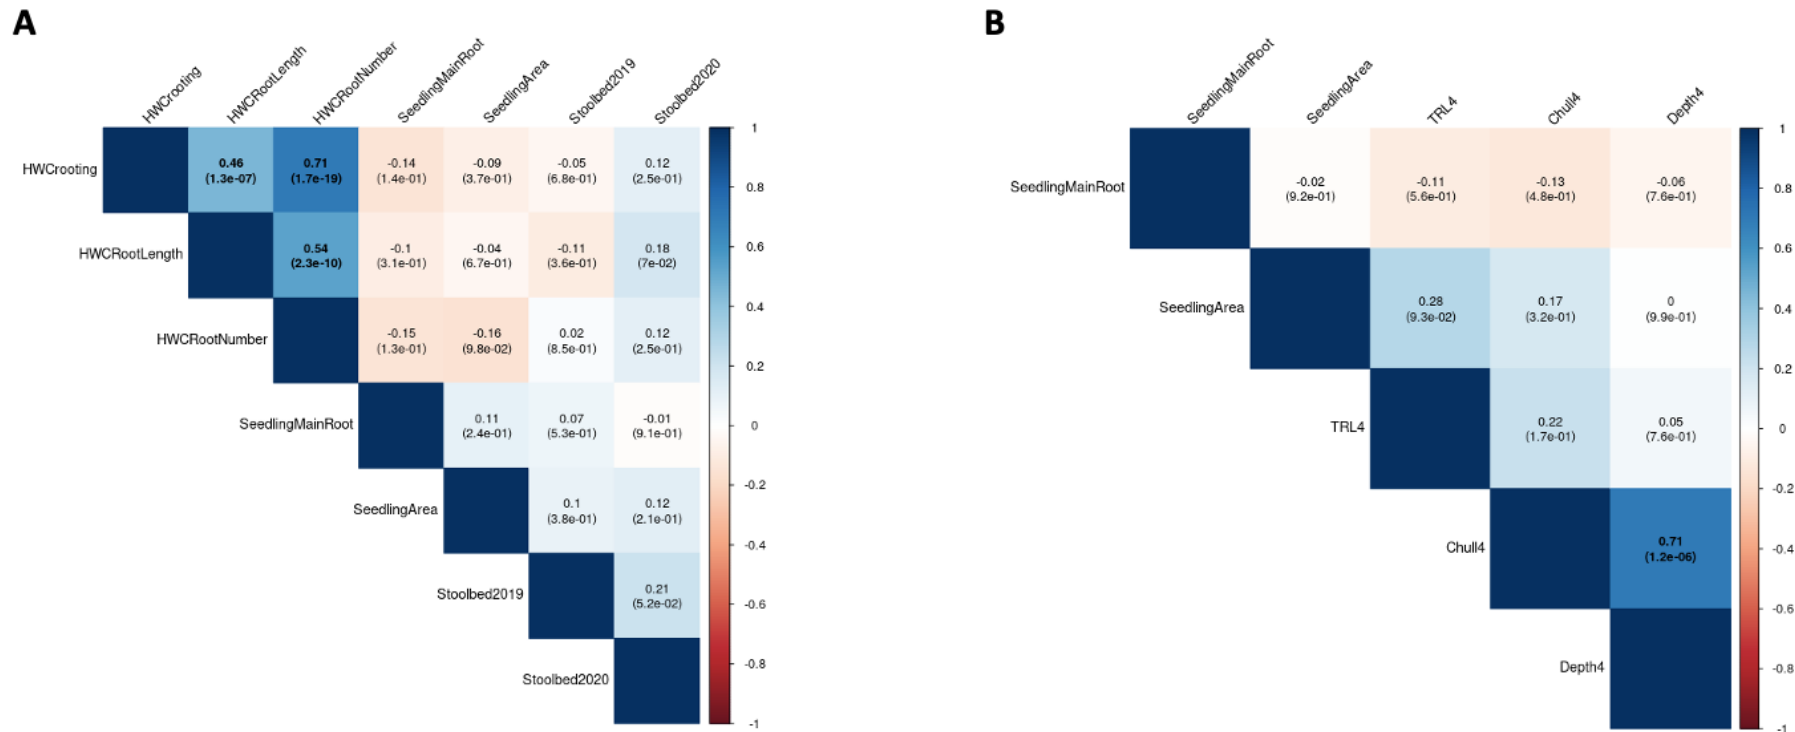 A
HWCrooting
HWCRootLength
HWCRootNumber
SeedlingMainRoot
SeedlingArea
Stoolbed2019
Stoolbed2020
HWCrooting
0.46
(1.3e-07)
0.71
(1.7e-19)
-0.14
(1.4e-01)
-0.09
(3.7e-01)
-0.05
(6.8e-01)
0.12
(2.5e-01)
HWCRootLength
0.54
(2.3e-10)
-0.1
(3.1e-01)
-0.04
(6.7e-01)
-0.11
(3.6e-01)
0.18
(7e-02)
HWCRootNumber
-0.15
(1.3e-01)
-0.16
(9.8e-02)
0.02
(8.5e-01)
0.12
(2.5e-01)
SeedlingMainRoot
0.11
(2.4e-01)
0.07
(5.3e-01)
-0.01
(9.1e-01)
SeedlingArea
0.1
(3.8e-01)
0.12
(2.1e-01)
Stoolbed2019
0.21
(5.2e-02)
Stoolbed2020
1
0.8
0.6
0.4
0.2
0
-0.2
-0.4
-0.6
-0.8
-1
B
SeedlingMainRoot
SeedlingArea
TRL4
Chull4
Depth4
SeedlingMainRoot
-0.02
(9.2e-01)
-0.11
(5.6e-01)
-0.13
(4.8e-01)
-0.06
(7.6e-01)
SeedlingArea
0.28
(9.3e-02)
0.17
(3.2e-01)
0
(9.9e-01)
TRL4
0.22
(1.7e-01)
0.05
(7.6e-01)
Chull4
0.71
(1.2e-06)
Depth4
1
0.8
0.6
0.4
0.2
0
-0.2
-0.4
-0.6
-0.8
-1